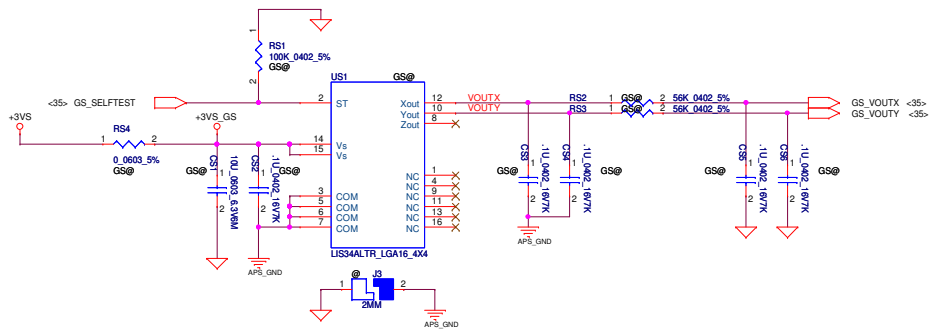 1
RS1
100K_0402_5%
GS@
2
US1
GS@
<35> GS_SELFTEST
2
ST
Xout
12
VOUTX
RS2
1
GS@
2
56K_0402_5%
GS_VOUTX <35>
Yout
10
VOUTY
RS3
1
GS@
2
56K_0402_5%
GS_VOUTY <35>
Zout
8
+3VS
RS4
1
2
0_0603_5%
GS@
+3VS_GS
14
Vs
15
Vs
GS@
CS1
1
2
10U_0603_6.3V6M
CS2
1
2
.1U_0402_16V7K
GS@
3
COM
5
COM
6
COM
7
COM
NC
1
NC
4
NC
9
NC
11
NC
13
NC
16
GS@
CS3
1
2
.1U_0402_16V7K
CS4
1
2
.1U_0402_16V7K
GS@
GS@
CS5
1
2
.1U_0402_16V7K
CS6
1
2
.1U_0402_16V7K
GS@
APS_GND
APS_GND
LIS34ALTR_LGA16_4X4
@
J3
1
2
2MM
APS_GND